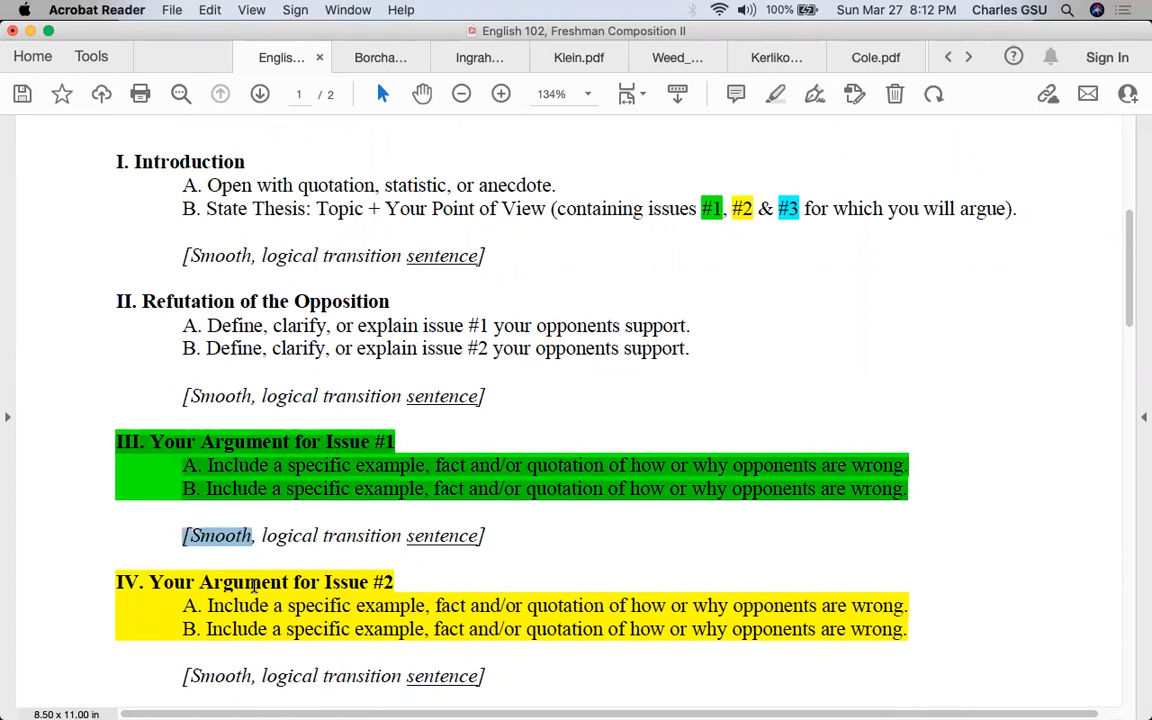 Acrobat Reader File Edit View Sign Window Help 100% Sun Mar 27 8:12 PM Charles GSU
English 102, Freshman Composition II
Home Tools Englis... × Borcha... Ingrah... Klein.pdf Weed_... Kerliko... Cole.pdf Sign In
1 / 2 134%
I. Introduction
A. Open with quotation, statistic, or anecdote.
B. State Thesis: Topic + Your Point of View (containing issues #1, #2 & #3 for which you will argue).
[Smooth, logical transition sentence]
II. Refutation of the Opposition
A. Define, clarify, or explain issue #1 your opponents support.
B. Define, clarify, or explain issue #2 your opponents support.
[Smooth, logical transition sentence]
III. Your Argument for Issue #1
A. Include a specific example, fact and/or quotation of how or why opponents are wrong.
B. Include a specific example, fact and/or quotation of how or why opponents are wrong.
[Smooth, logical transition sentence]
IV. Your Argument for Issue #2
A. Include a specific example, fact and/or quotation of how or why opponents are wrong.
B. Include a specific example, fact and/or quotation of how or why opponents are wrong.
[Smooth, logical transition sentence]
8.50 x 11.00 in